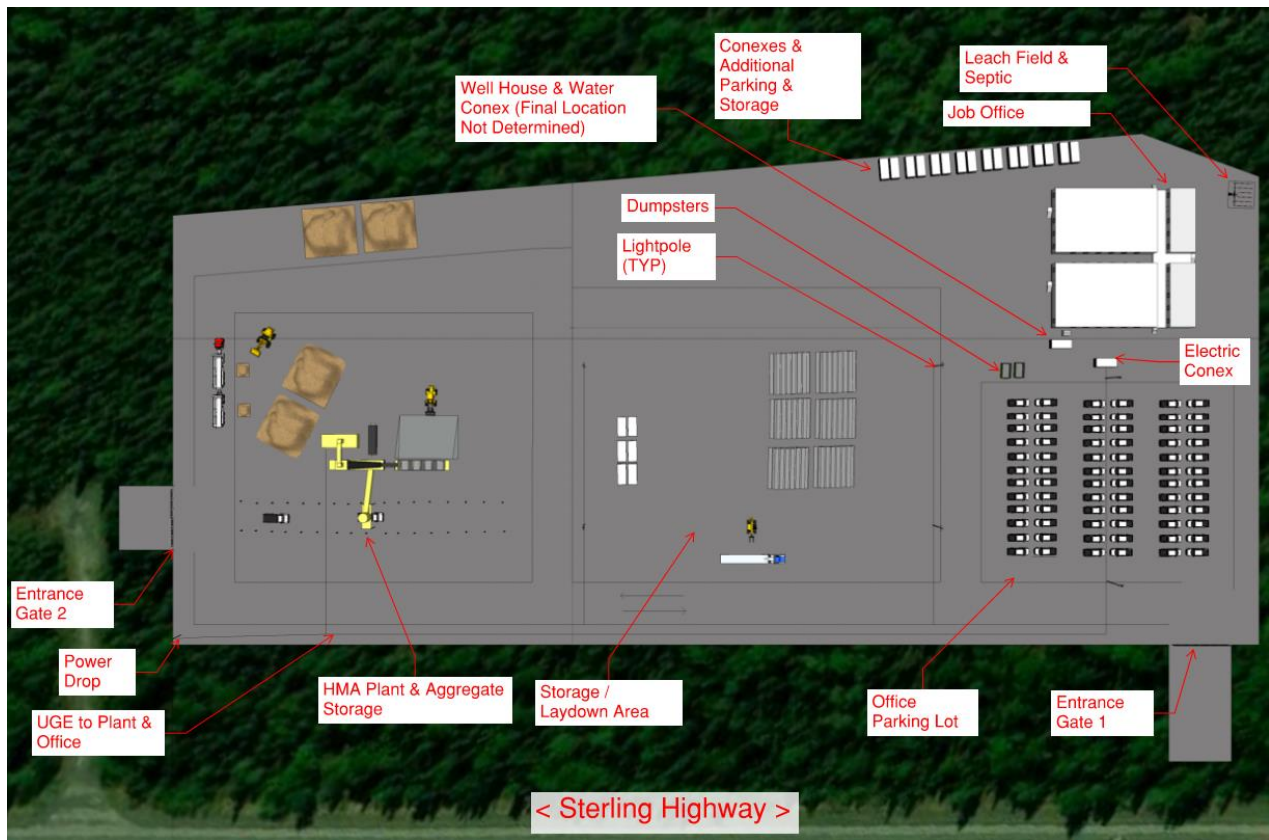 Conexes &
Additional
Parking &
Storage
Leach Field &
Septic
Well House & Water
Conex (Final Location
Not Determined)
Job Office
Dumpsters
Lightpole
(TYP)
Electric
Conex
Entrance
Gate 2
Power
Drop
UGE to Plant &
Office
HMA Plant & Aggregate
Storage
Storage /
Laydown Area
Office
Parking Lot
Entrance
Gate 1
< Sterling Highway >